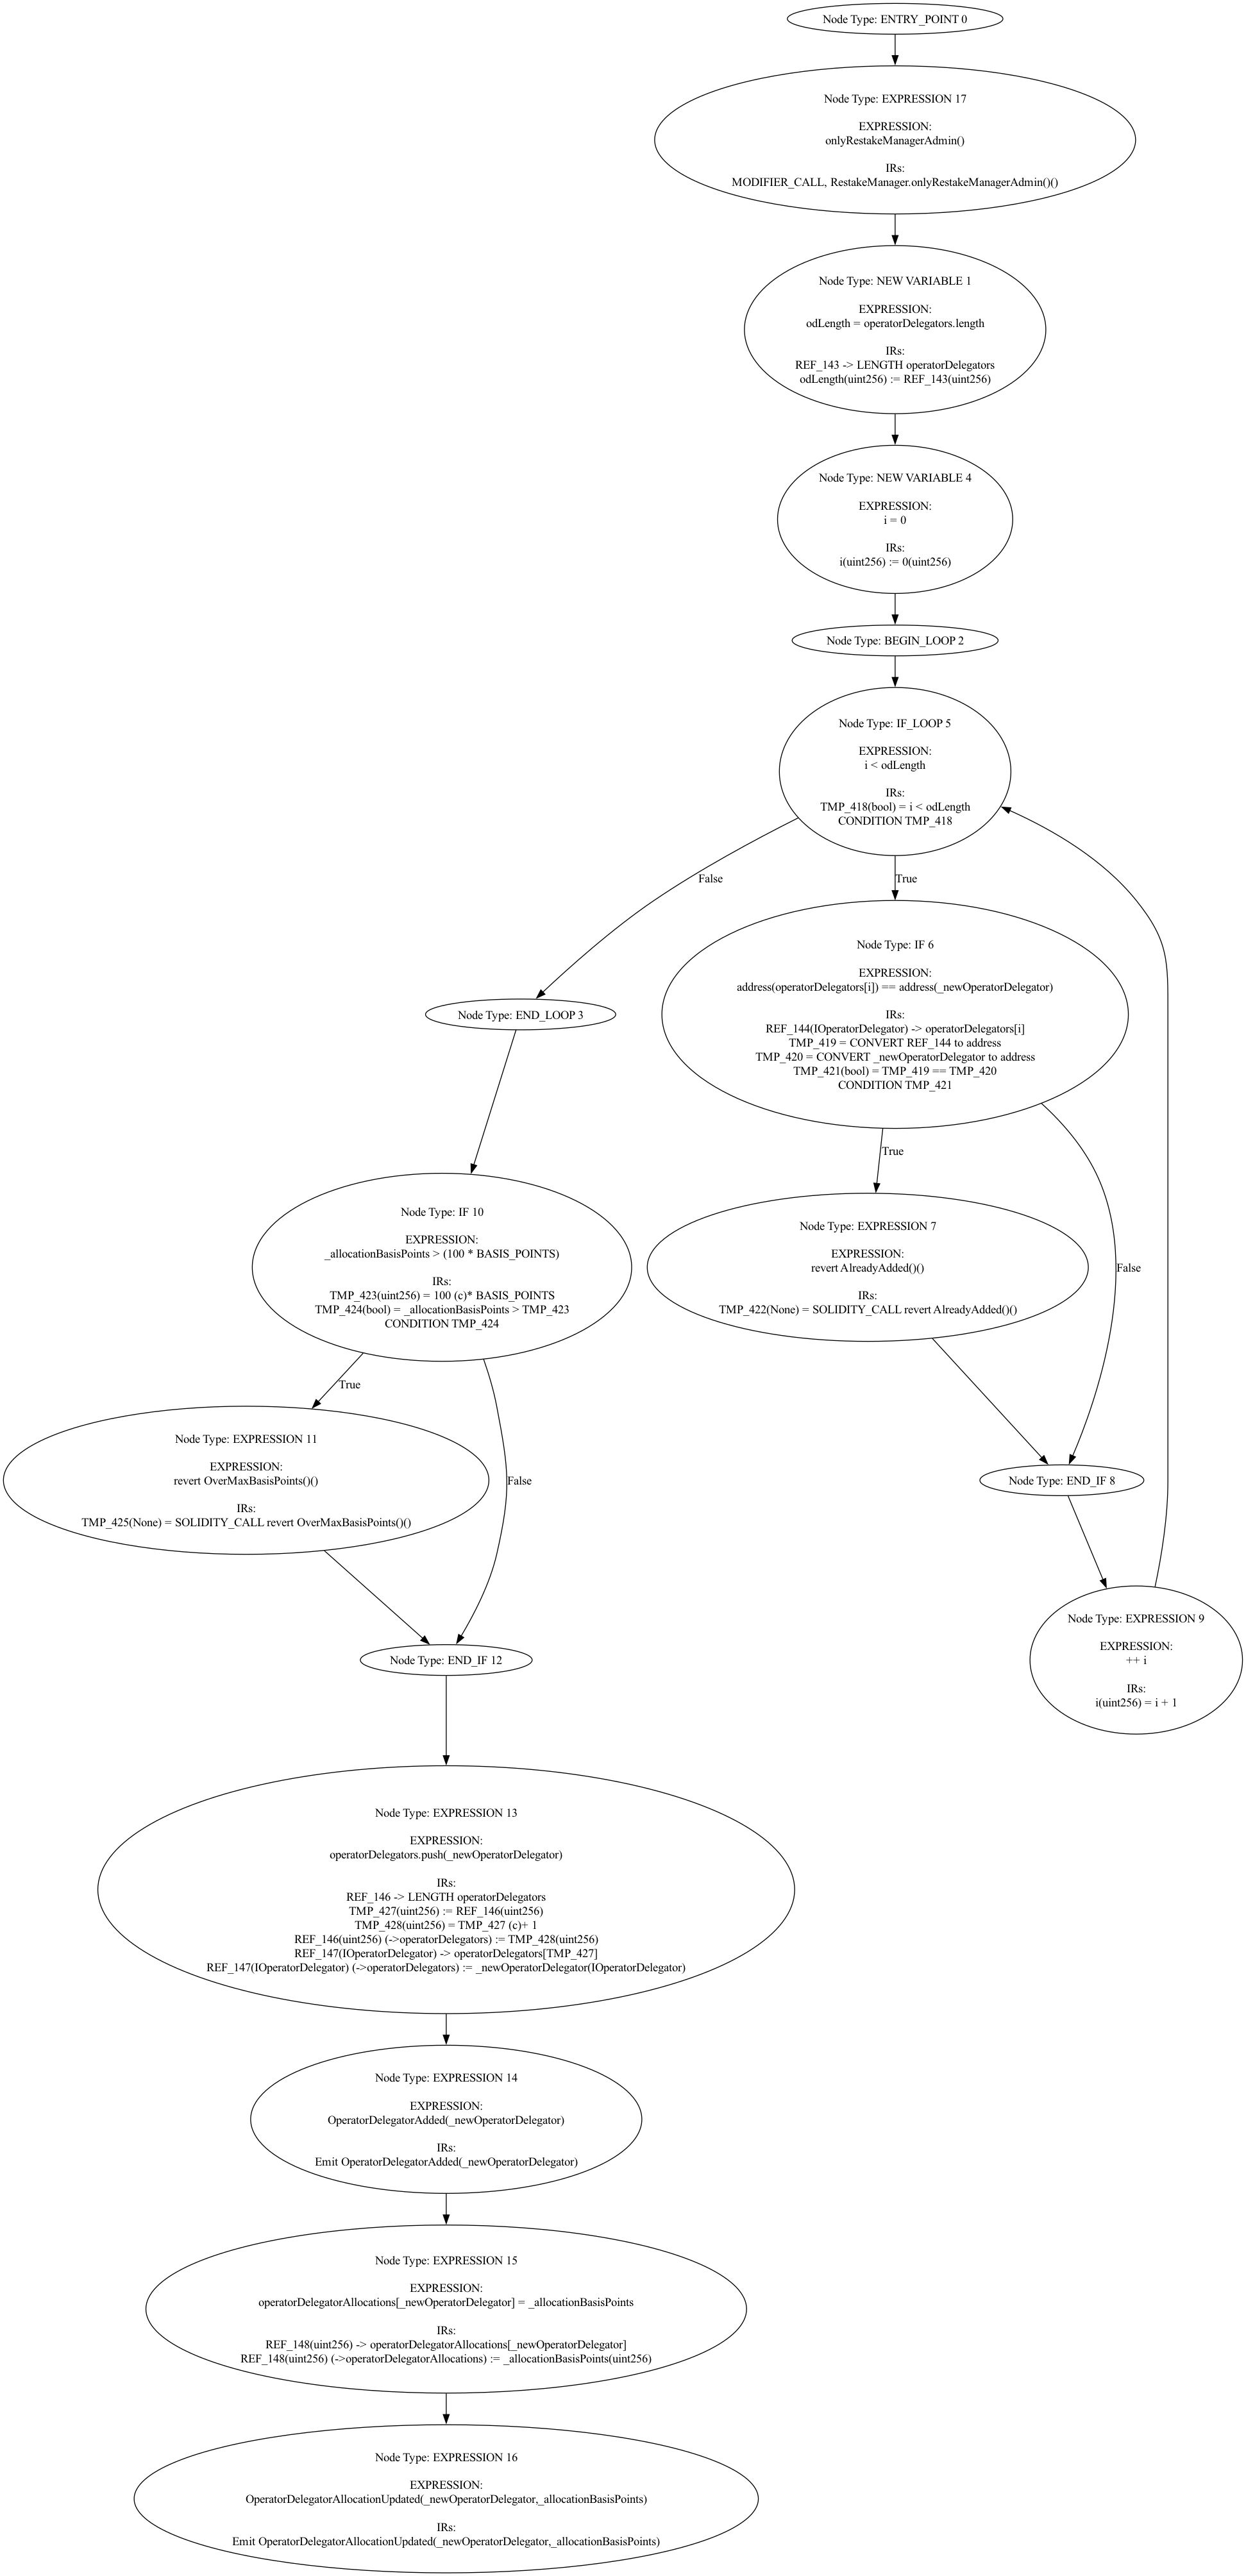 Node Type: ENTRY_POINT 0
Node Type: EXPRESSION 17
EXPRESSION:
onlyRestakeManagerAdmin()
IRs:
MODIFIER_CALL, RestakeManager.onlyRestakeManagerAdmin()()
Node Type: NEW VARIABLE 1
EXPRESSION:
odLength = operatorDelegators.length
IRs:
REF_143 -> LENGTH operatorDelegators
odLength(uint256) := REF_143(uint256)
Node Type: NEW VARIABLE 4
EXPRESSION:
i = 0
IRs:
i(uint256) := 0(uint256)
Node Type: BEGIN_LOOP 2
Node Type: IF_LOOP 5
EXPRESSION:
i < odLength
IRs:
TMP_418(bool) = i < odLength
CONDITION TMP_418
False
True
Node Type: IF 6
EXPRESSION:
address(operatorDelegators[i]) == address(_newOperatorDelegator)
IRs:
REF_144(IOperatorDelegator) -> operatorDelegators[i]
TMP_419 = CONVERT REF_144 to address
TMP_420 = CONVERT _newOperatorDelegator to address
TMP_421(bool) = TMP_419 == TMP_420
CONDITION TMP_421
Node Type: END_LOOP 3
True
False
Node Type: EXPRESSION 7
EXPRESSION:
revert AlreadyAdded()()
IRs:
TMP_422(None) = SOLIDITY_CALL revert AlreadyAdded()()
Node Type: IF 10
EXPRESSION:
_allocationBasisPoints > (100 * BASIS_POINTS)
IRs:
TMP_423(uint256) = 100 (c)* BASIS_POINTS
TMP_424(bool) = _allocationBasisPoints > TMP_423
CONDITION TMP_424
True
False
Node Type: EXPRESSION 11
EXPRESSION:
revert OverMaxBasisPoints()()
IRs:
TMP_425(None) = SOLIDITY_CALL revert OverMaxBasisPoints()()
Node Type: END_IF 8
Node Type: EXPRESSION 9
EXPRESSION:
++ i
IRs:
i(uint256) = i + 1
Node Type: END_IF 12
Node Type: EXPRESSION 13
EXPRESSION:
operatorDelegators.push(_newOperatorDelegator)
IRs:
REF_146 -> LENGTH operatorDelegators
TMP_427(uint256) := REF_146(uint256)
TMP_428(uint256) = TMP_427 (c)+ 1
REF_146(uint256) (->operatorDelegators) := TMP_428(uint256)
REF_147(IOperatorDelegator) -> operatorDelegators[TMP_427]
REF_147(IOperatorDelegator) (->operatorDelegators) := _newOperatorDelegator(IOperatorDelegator)
Node Type: EXPRESSION 14
EXPRESSION:
OperatorDelegatorAdded(_newOperatorDelegator)
IRs:
Emit OperatorDelegatorAdded(_newOperatorDelegator)
Node Type: EXPRESSION 15
EXPRESSION:
operatorDelegatorAllocations[_newOperatorDelegator] = _allocationBasisPoints
IRs:
REF_148(uint256) -> operatorDelegatorAllocations[_newOperatorDelegator]
REF_148(uint256) (->operatorDelegatorAllocations) := _allocationBasisPoints(uint256)
Node Type: EXPRESSION 16
EXPRESSION:
OperatorDelegatorAllocationUpdated(_newOperatorDelegator,_allocationBasisPoints)
IRs:
Emit OperatorDelegatorAllocationUpdated(_newOperatorDelegator,_allocationBasisPoints)